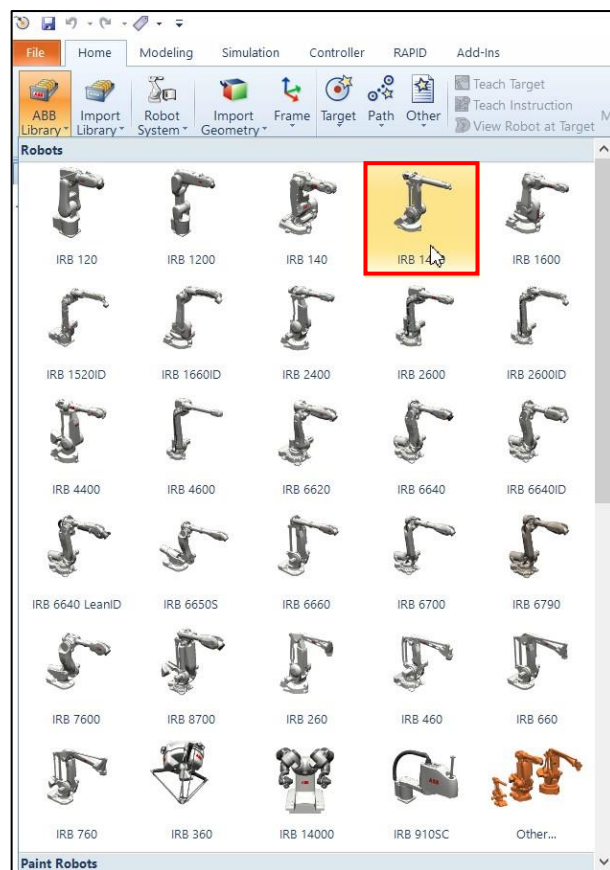 File Home Modeling Simulation Controller RAPID Add-Ins
ABB Library
Import Library
Robot System
Import Geometry
Frame
Target
Path
Other
Teach Target
Teach Instruction
View Robot at Target
M
Robots
IRB 120 IRB 1200 IRB 140 IRB IRB 1600
IRB 1520ID IRB 1660ID IRB 2400 IRB 2600 IRB 2600ID
IRB 4400 IRB 4600 IRB 6620 IRB 6640 IRB 6640ID
IRB 6640 LeanID IRB 6650S IRB 6660 IRB 6700 IRB 6790
IRB 7600 IRB 8700 IRB 260 IRB 460 IRB 660
IRB 760 IRB 360 IRB 14000 IRB 910SC Other...
Paint Robots